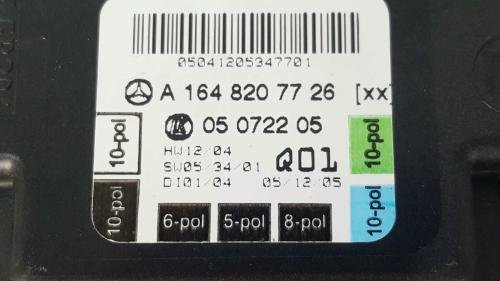 05041205347701
A 164 820 77 26 [xx]
05 0722 05
HW12/04
SW05/34/01 Q01
DI01/04 05/12/05
10-pol
10-pol
10-pol
10-pol
6-pol 5-pol 8-pol